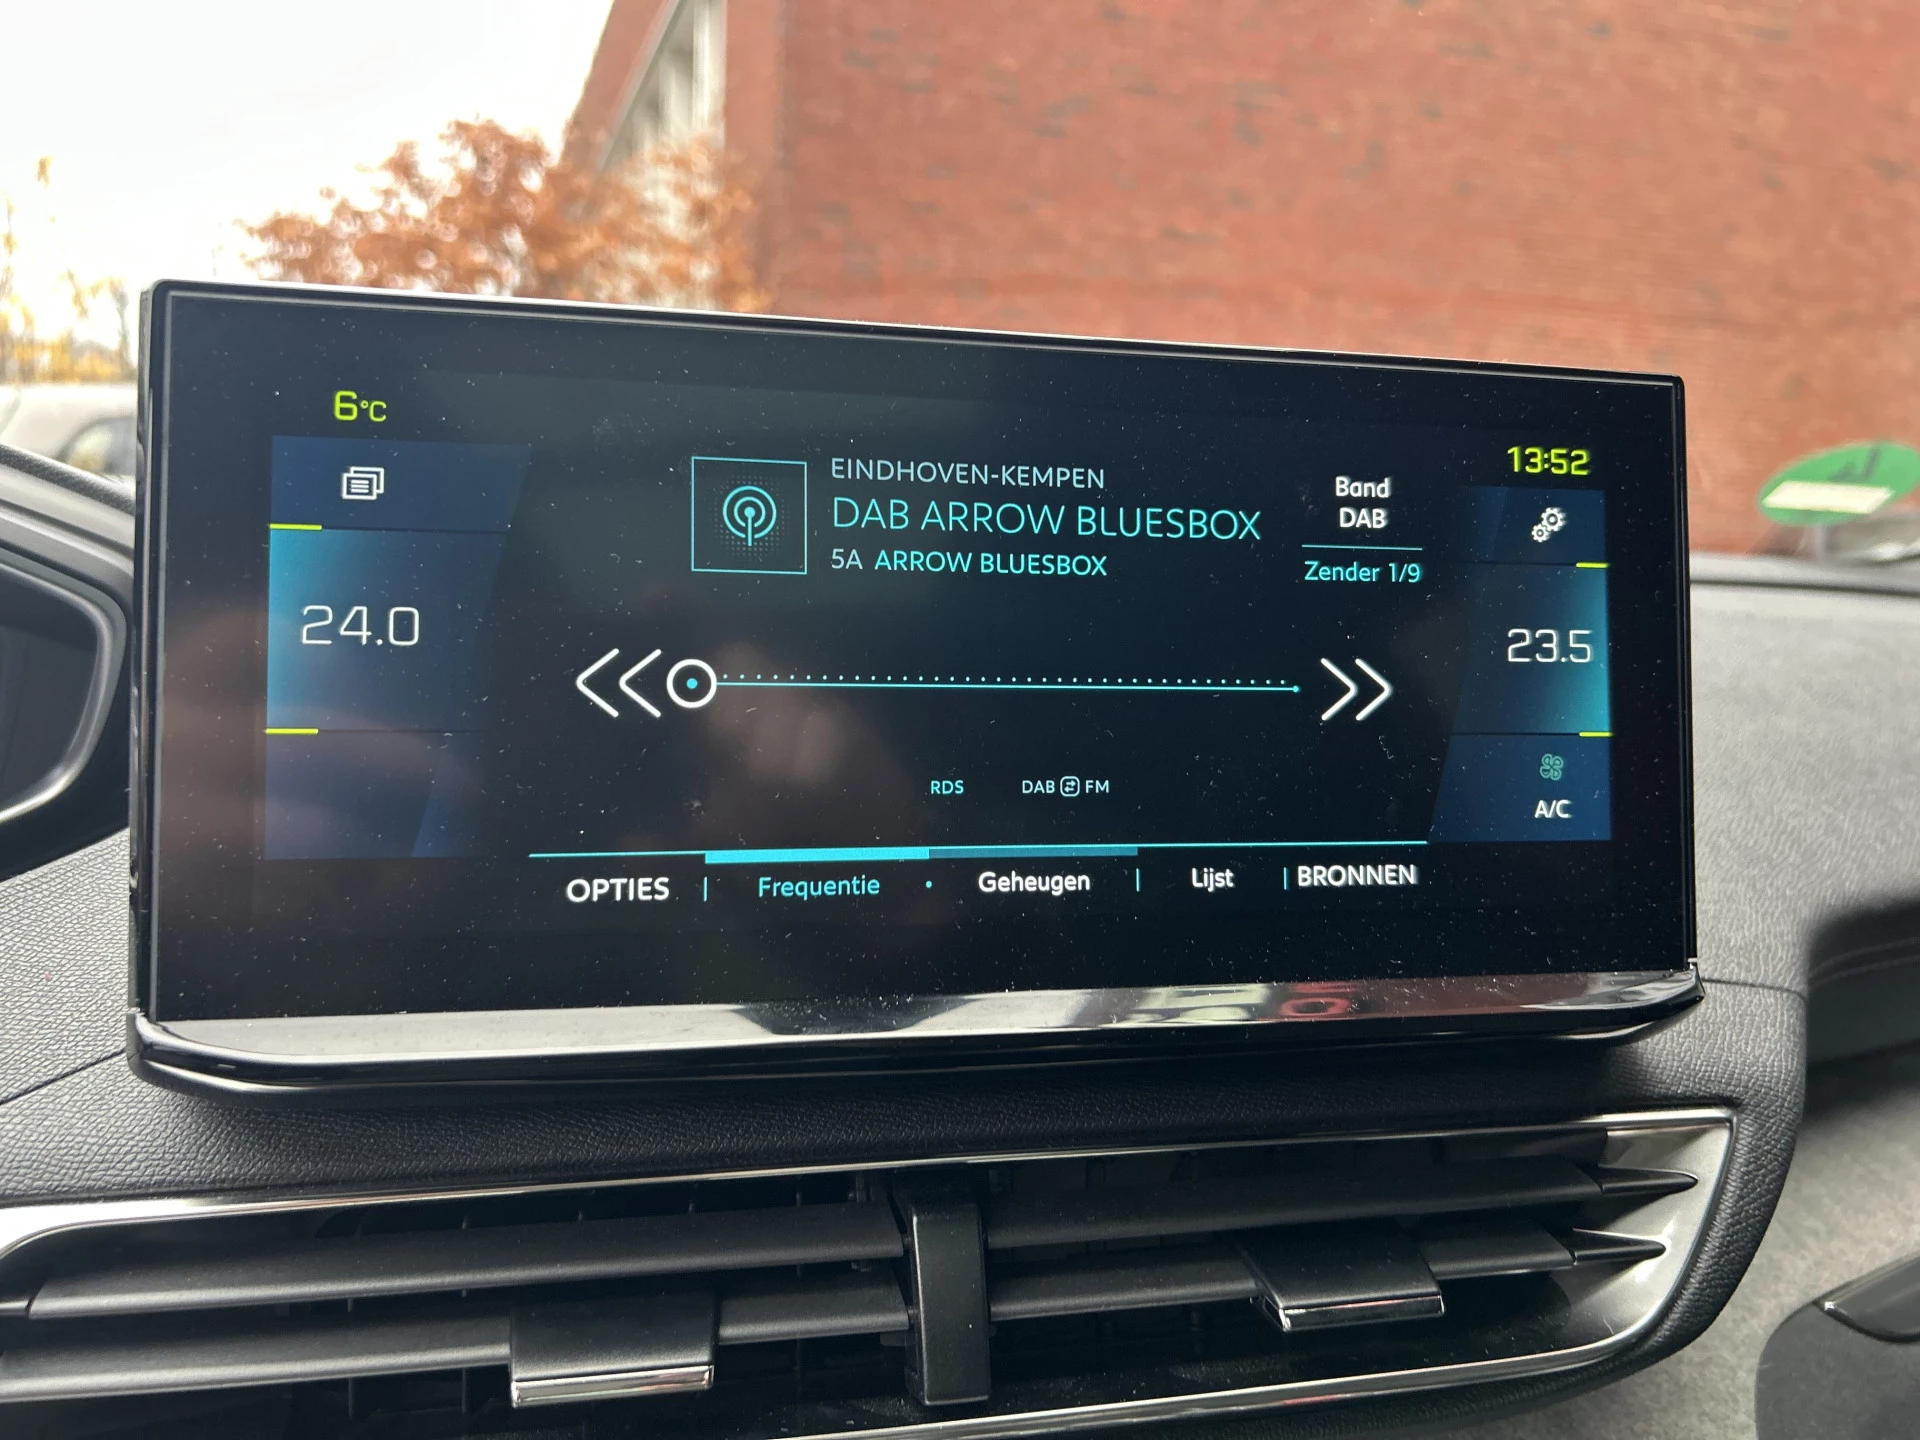 6°C
13:52
EINDHOVEN-KEMPEN
DAB ARROW BLUESBOX
5A ARROW BLUESBOX
Band
DAB
Zender 1/9
24.0
23.5
RDS
DAB FM
A/C
OPTIES | Frequentie • Geheugen | Lijst | BRONNEN